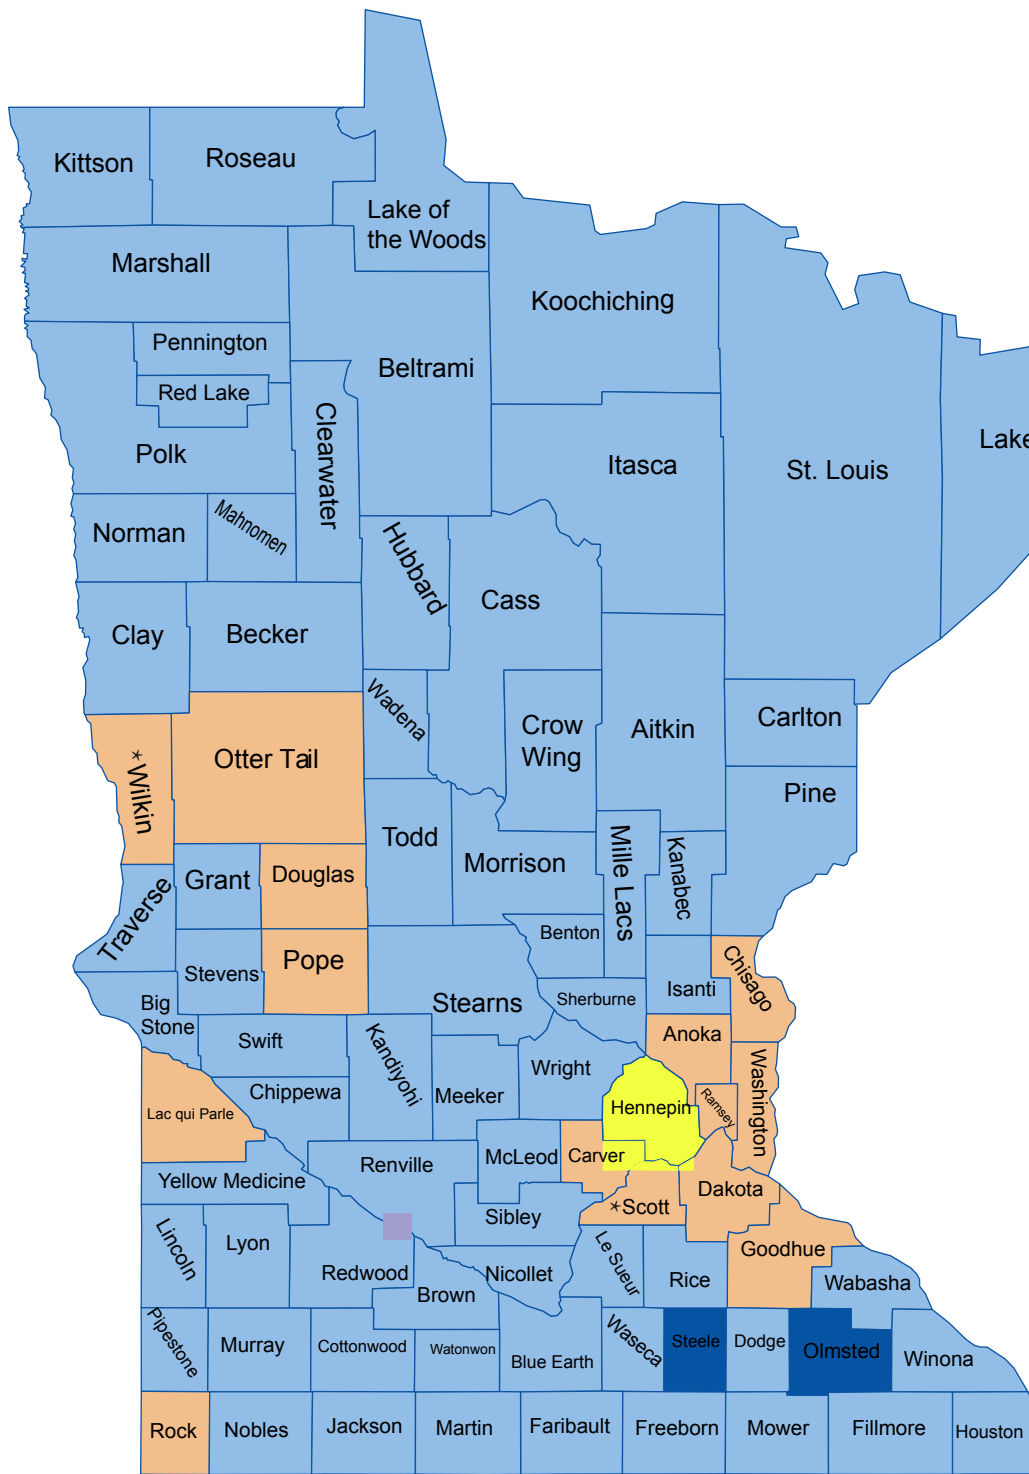 Kittson
Roseau
Lake of
the Woods
Marshall
Koochiching
Pennington
Beltrami
Red Lake
Clearwater
Lake
Polk
Itasca
St. Louis
Norman
Mahnomen
Hubbard
Cass
Clay
Becker
Wadena
Crow
Wing
Aitkin
Carlton
*Wilkin
Otter Tail
Pine
Todd
Morrison
Mille Lacs
Kanabec
Grant
Douglas
Traverse
Benton
Pope
Stevens
Chisago
Isanti
Sherburne
Stearns
Big
Stone
Swift
Kandiyohi
Anoka
Washington
Wright
Chippewa
Meeker
Hennepin
Ramsey
Lac qui Parle
Renville
McLeod
Carver
Yellow Medicine
Dakota
*Scott
Sibley
Lincoln
Lyon
Le Sueur
Goodhue
Redwood
Nicollet
Rice
Wabasha
Brown
Pipestone
Murray
Cottonwood
Watonwon
Blue Earth
Waseca
Steele
Dodge
Olmsted
Winona
Rock
Nobles
Jackson
Martin
Faribault
Freeborn
Mower
Fillmore
Houston